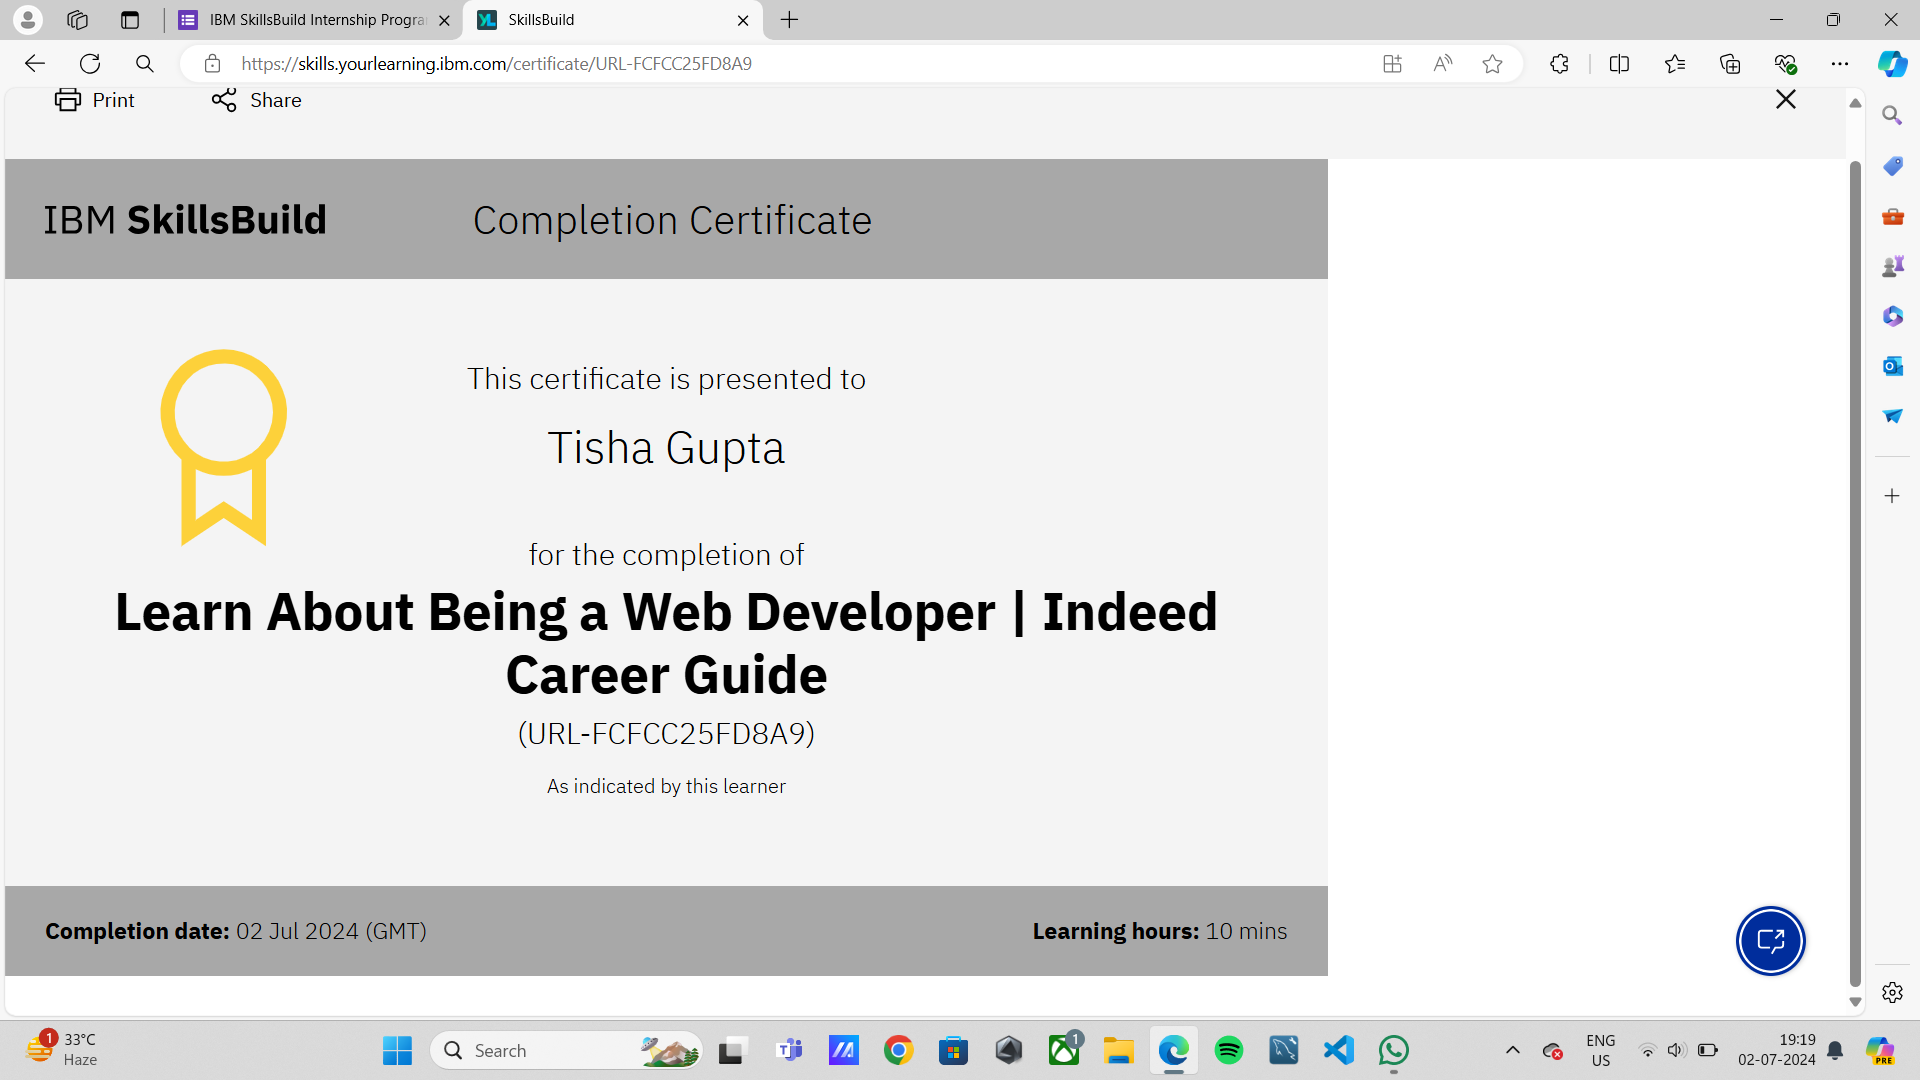 IBM SkillsBuild Internship Progra
SkillsBuild
https://skills.yourlearning.ibm.com/certificate/URL-FCFCC25FD8A9
Print
Share
IBM SkillsBuild
Completion Certificate
This certificate is presented to
Tisha Gupta
for the completion of
Learn About Being a Web Developer | Indeed
Career Guide
(URL-FCFCC25FD8A9)
As indicated by this learner
Completion date: 02 Jul 2024 (GMT)
Learning hours: 10 mins
1
33°C
Haze
Search
1
ENG
US
19:19
02-07-2024
PRE